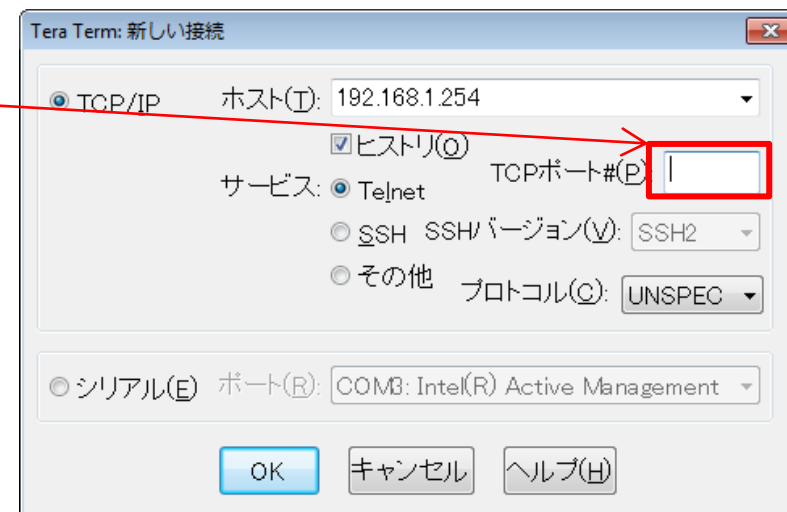 Tera Term: 新しい接続
TCP/IP ホスト(T): 192.168.1.254
ヒストリ(O)
サービス: Telnet TCPポート#(P):
SSH SSHバージョン(V): SSH2
その他 プロトコル(C): UNSPEC
シリアル(E) ポート(R): COM3: Intel(R) Active Management
OK キャンセル ヘルプ(H)